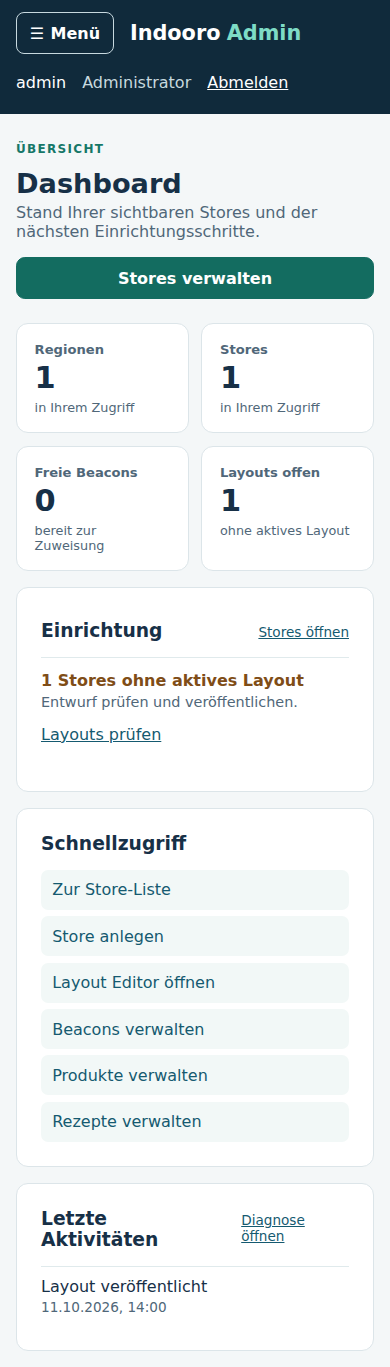 ☰ Menü
Indooro Admin
admin Administrator Abmelden
ÜBERSICHT
Dashboard
Stand Ihrer sichtbaren Stores und der
nächsten Einrichtungsschritte.
Stores verwalten
Regionen
1
in Ihrem Zugriff
Stores
1
in Ihrem Zugriff
Freie Beacons
0
bereit zur
Zuweisung
Layouts offen
1
ohne aktives Layout
Einrichtung
Stores öffnen
1 Stores ohne aktives Layout
Entwurf prüfen und veröffentlichen.
Layouts prüfen
Schnellzugriff
Zur Store-Liste
Store anlegen
Layout Editor öffnen
Beacons verwalten
Produkte verwalten
Rezepte verwalten
Letzte
Aktivitäten
Diagnose
öffnen
Layout veröffentlicht
11.10.2026, 14:00